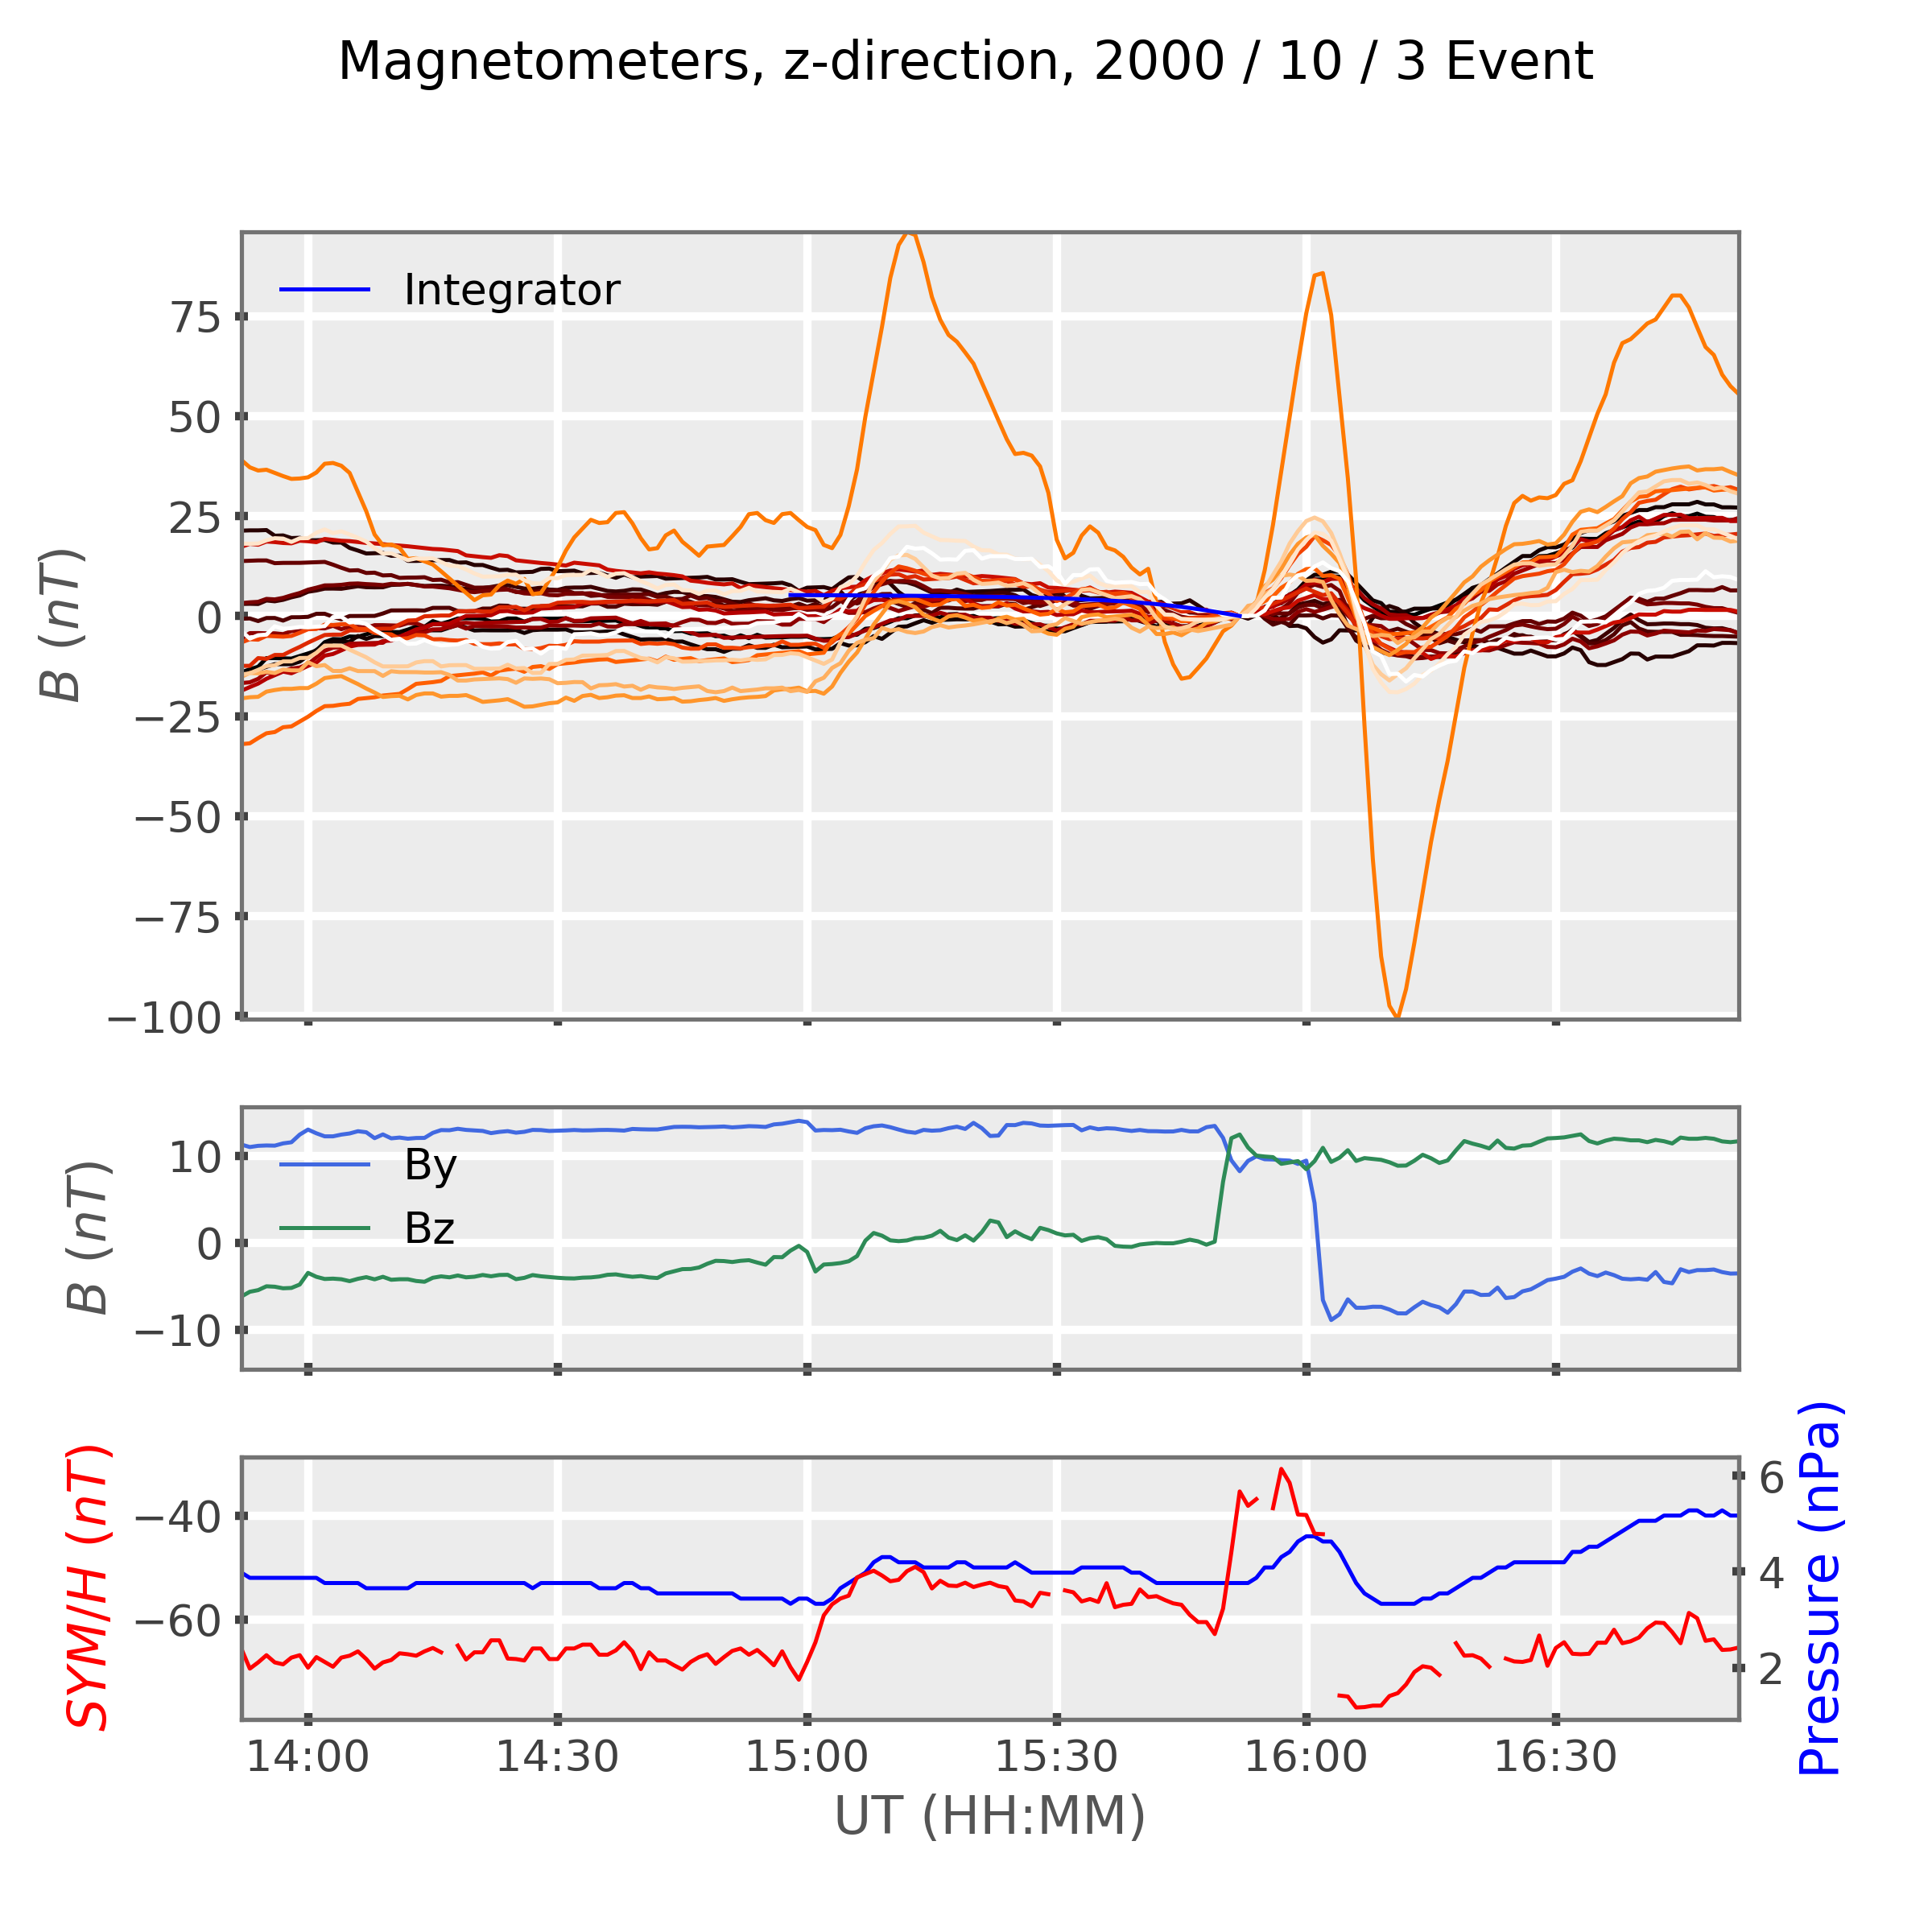 Magnetometers, z-direction, 2000 / 10 / 3 Event
Integrator
75
50
25
0
−25
−50
−75
−100
B (nT)
By
Bz
10
0
−10
B (nT)
−40
−60
SYM/H (nT)
6
4
2
Pressure (nPa)
14:00 14:30 15:00 15:30 16:00 16:30
UT (HH:MM)